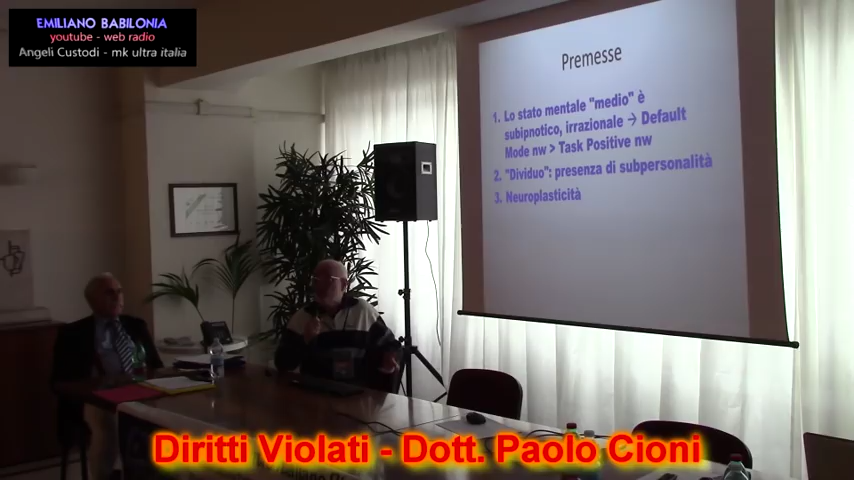 EMILIANO BABILONIA
youtube - web radio
Angeli Custodi - mk ultra italia
Premesse
1. Lo stato mentale "medio" è
subipnotico, irrazionale → Default
Mode nw > Task Positive nw
2. "Dividuo": presenza di subpersonalità
3. Neuroplasticità
Diritti Violati - Dott. Paolo Cioni